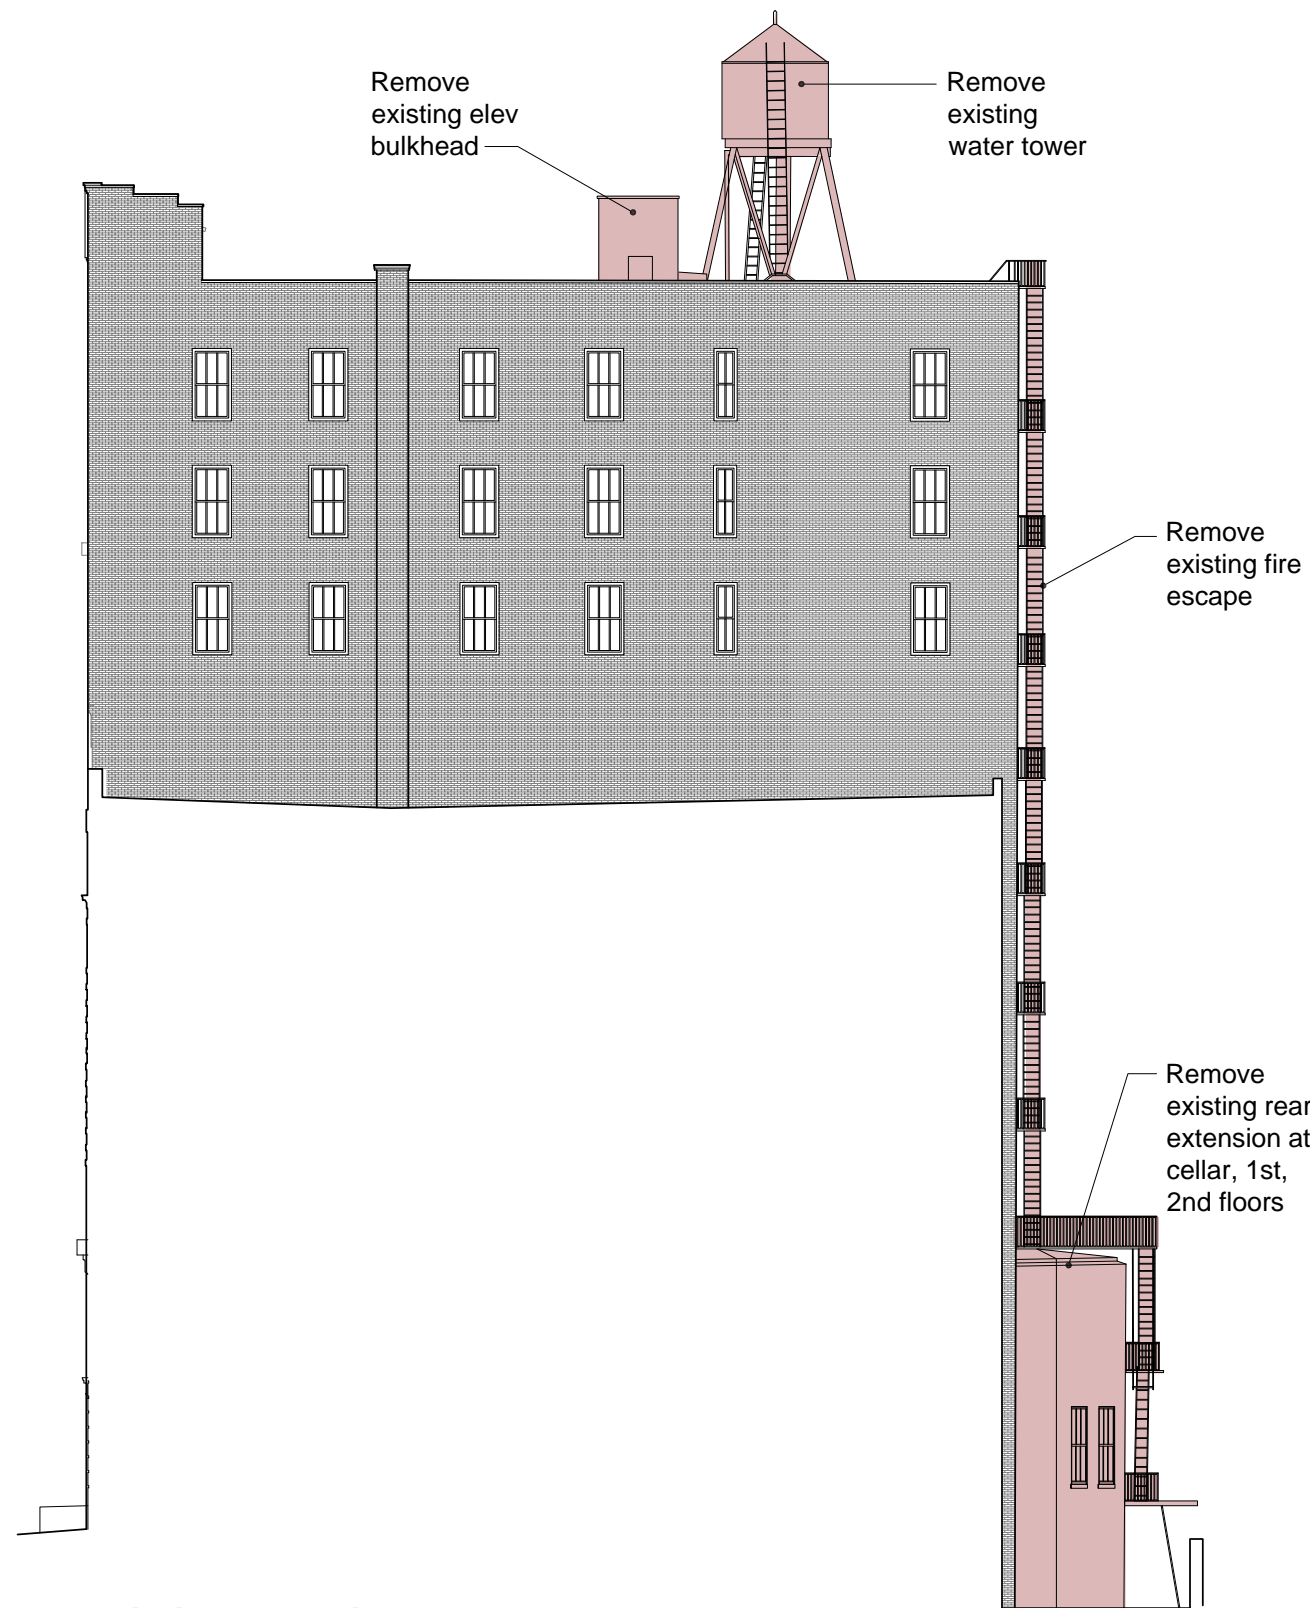 Remove
existing elev
bulkhead
Remove
existing
water tower
Remove
existing fire
escape
Remove
existing rear
extension at
cellar, 1st,
2nd floors